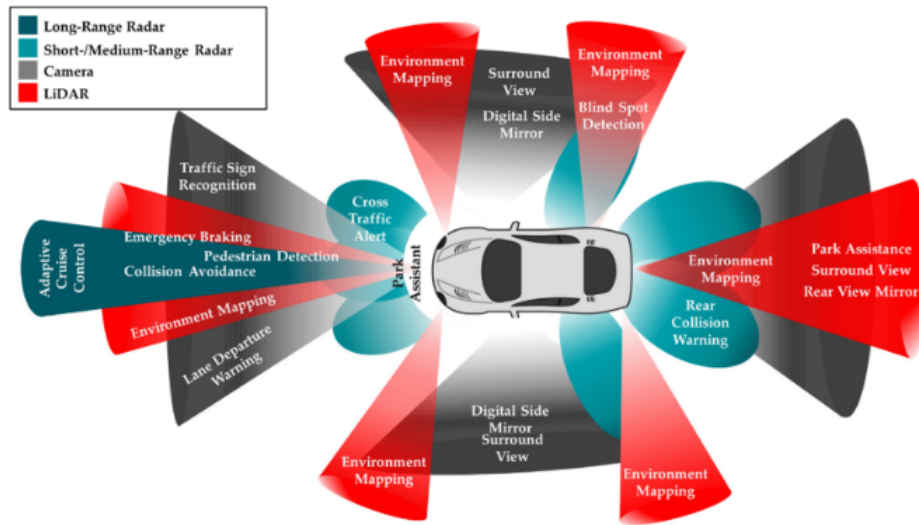 Long-Range Radar
Short-/Medium-Range Radar
Camera
LiDAR
Environment
Mapping
Surround
View
Digital Side
Mirror
Environment
Mapping
Blind Spot
Detection
Traffic Sign
Recognition
Cross
Traffic
Alert
Adaptive
Cruise
Control
Emergency Braking
Pedestrian Detection
Collision Avoidance
Environment Mapping
Lane Departure
Warning
Park
Assistant
Environment
Mapping
Park Assistance
Surround View
Rear View Mirror
Rear
Collision
Warning
Digital Side
Mirror
Surround
View
Environment
Mapping
Environment
Mapping